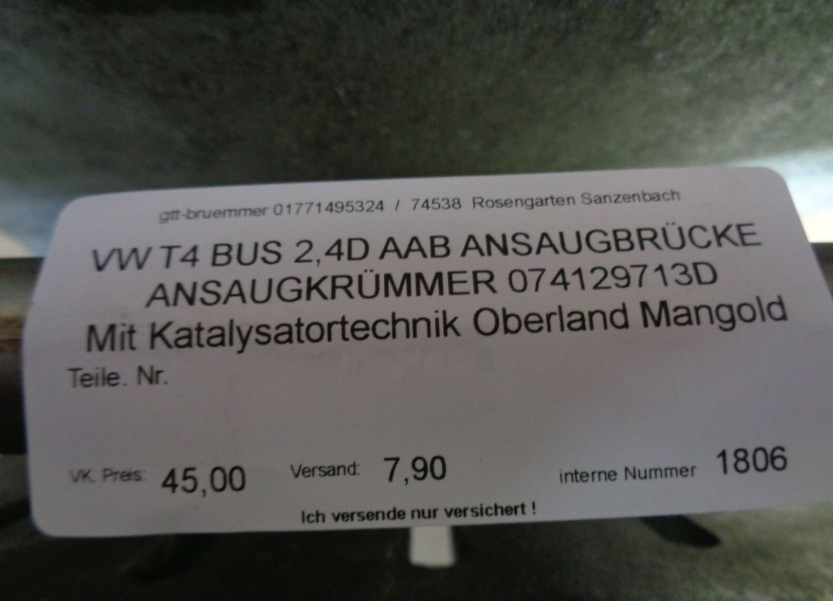 gtt-bruemmer 01771495324 / 74538 Rosengarten Sanzenbach
VW T4 BUS 2,4D AAB ANSAUGBRÜCKE
ANSAUGKRÜMMER 074129713D
Mit Katalysatortechnik Oberland Mangold
Teile. Nr.
VK. Preis: 45,00 Versand: 7,90 interne Nummer 1806
Ich versende nur versichert !